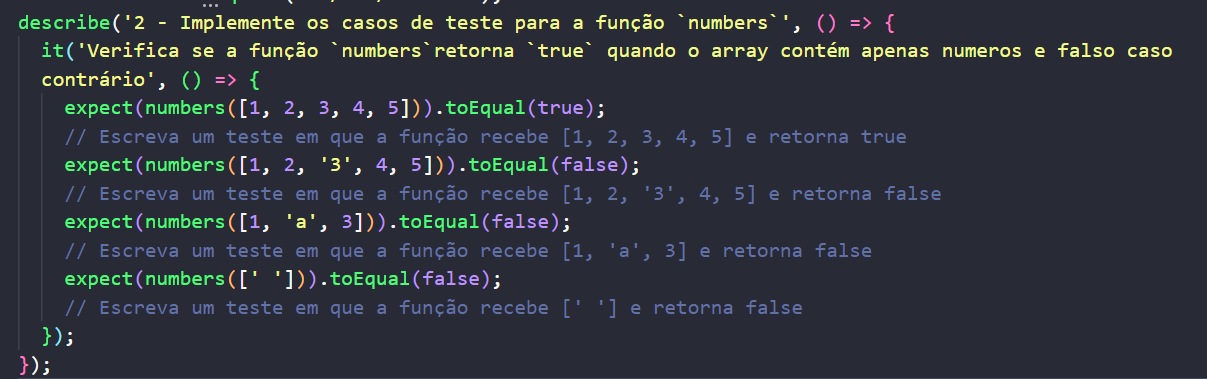 describe('2 - Implemente os casos de teste para a função `numbers`', () => {
it('Verifica se a função `numbers`retorna `true` quando o array contém apenas numeros e falso caso
contrário', () => {
expect(numbers([1, 2, 3, 4, 5])).toEqual(true);
// Escreva um teste em que a função recebe [1, 2, 3, 4, 5] e retorna true
expect(numbers([1, 2, '3', 4, 5])).toEqual(false);
// Escreva um teste em que a função recebe [1, 2, '3', 4, 5] e retorna false
expect(numbers([1, 'a', 3])).toEqual(false);
// Escreva um teste em que a função recebe [1, 'a', 3] e retorna false
expect(numbers([' '])).toEqual(false);
// Escreva um teste em que a função recebe [' '] e retorna false
});
});